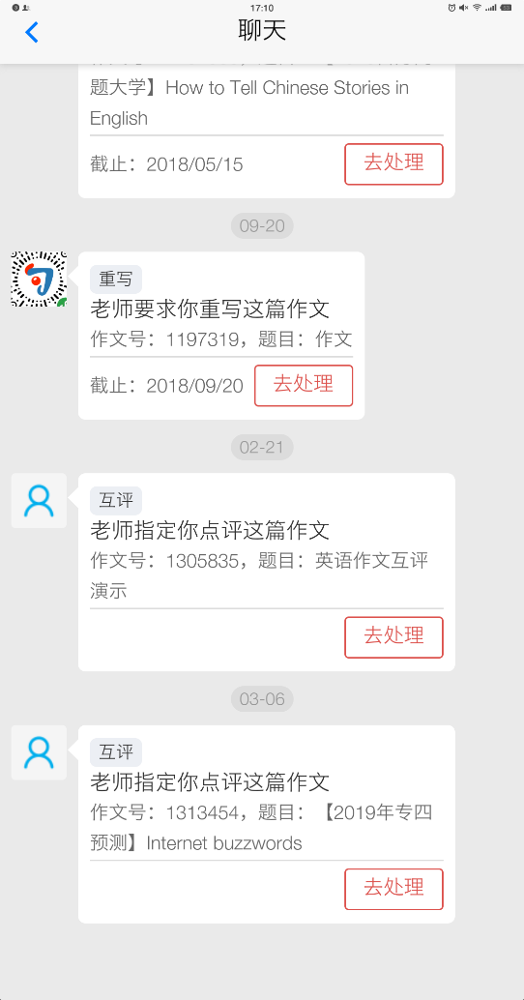 17:10
聊天
题大学】How to Tell Chinese Stories in
English
截止：2018/05/15
去处理
09-20
重写
老师要求你重写这篇作文
作文号：1197319，题目：作文
截止：2018/09/20
去处理
02-21
互评
老师指定你点评这篇作文
作文号：1305835，题目：英语作文互评
演示
去处理
03-06
互评
老师指定你点评这篇作文
作文号：1313454，题目：【2019年专四
预测】Internet buzzwords
去处理